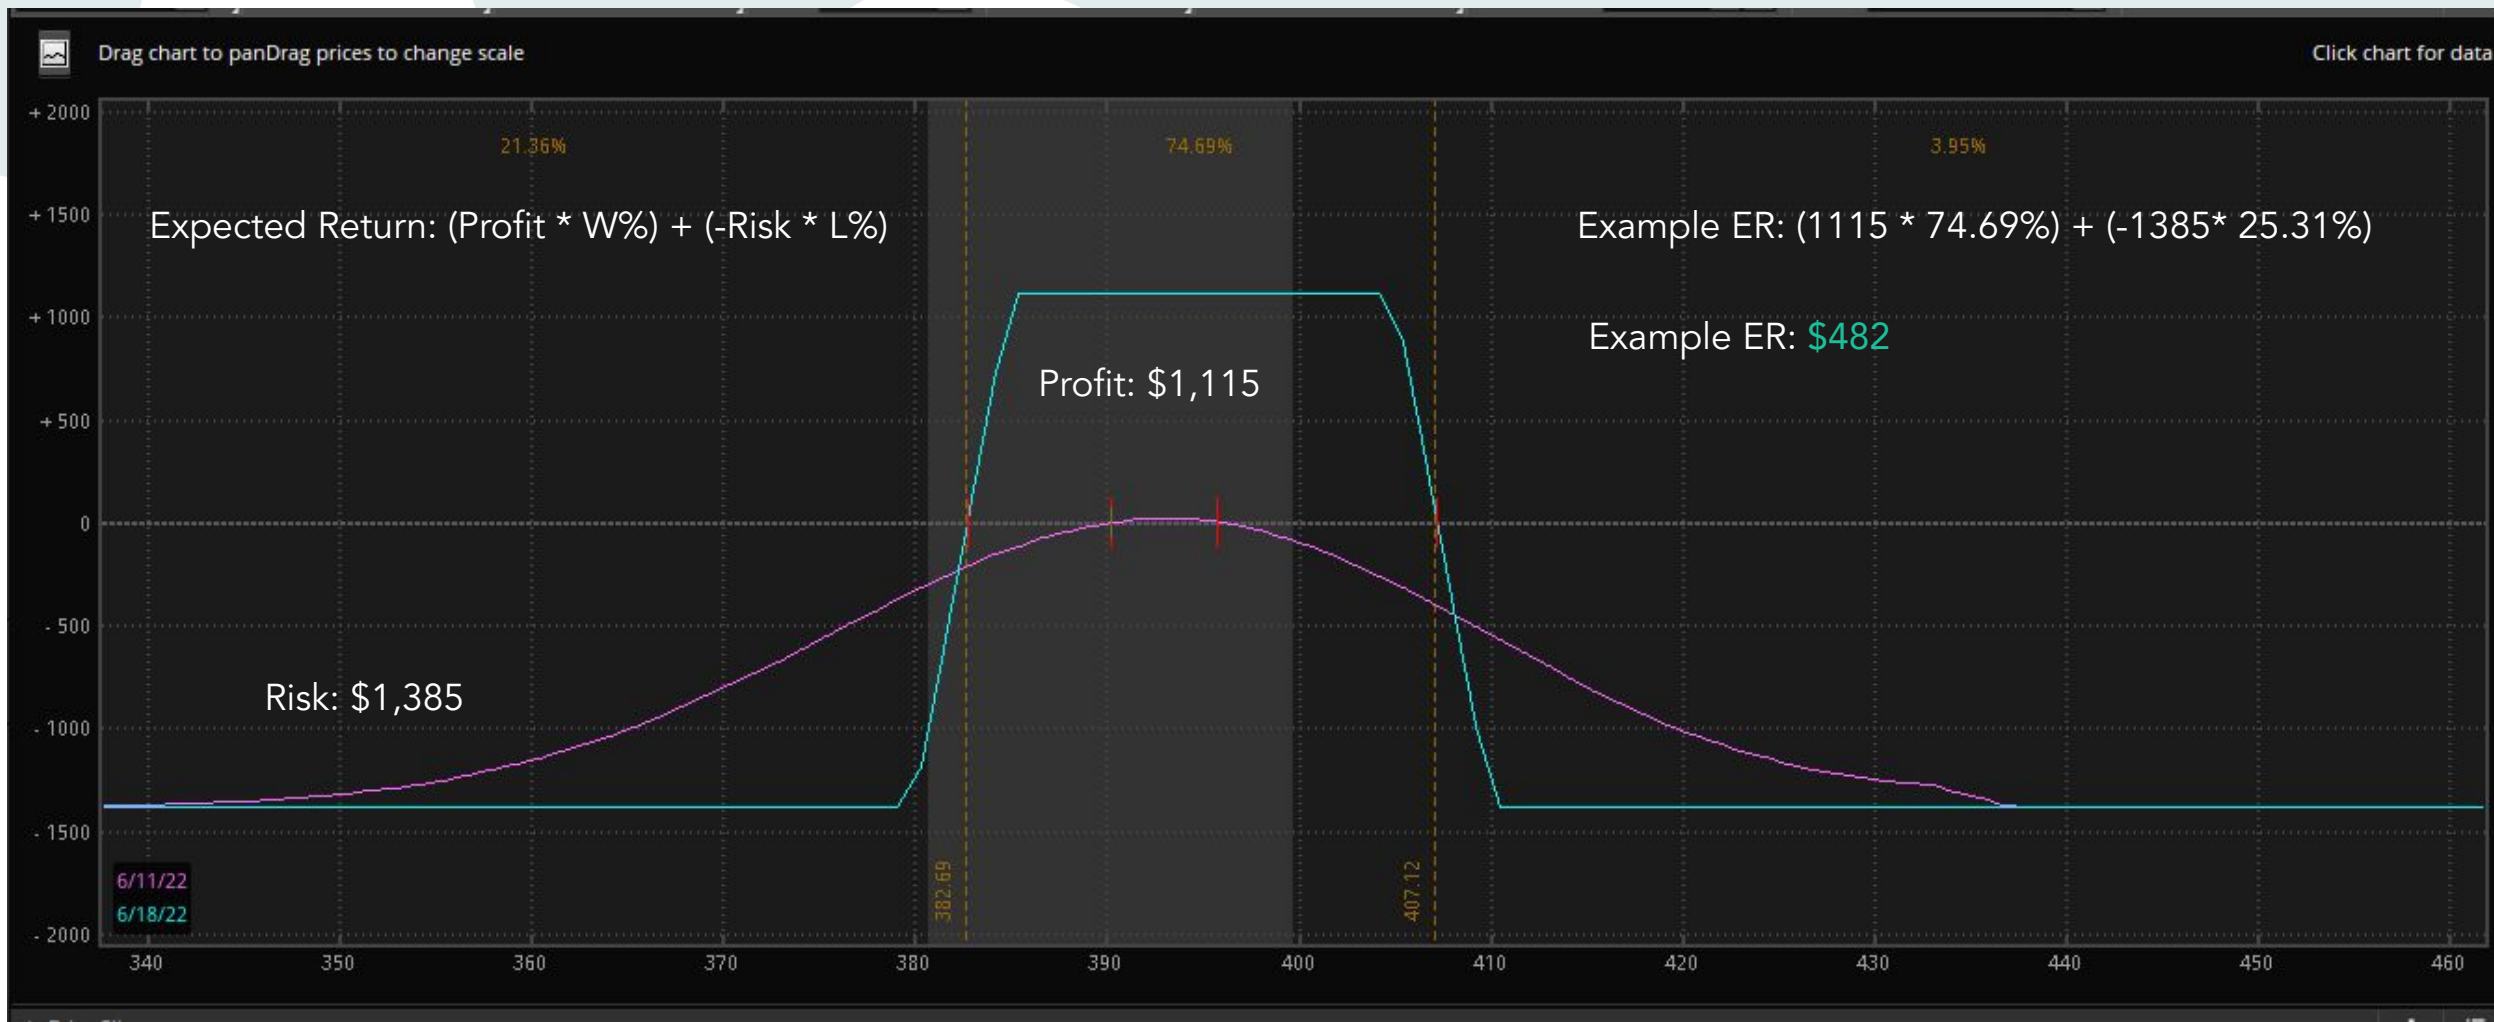 Drag chart to panDrag prices to change scale
Click chart for data
+ 2000
21.36%
74.69%
3.95%
+ 1500
Expected Return: (Profit * W%) + (-Risk * L%)
Example ER: (1115 * 74.69%) + (-1385* 25.31%)
+ 1000
Example ER: $482
Profit: $1,115
+ 500
0
- 500
Risk: $1,385
- 1000
- 1500
382.69
407.12
6/11/22
6/18/22
- 2000
340 350 360 370 380 390 400 410 420 430 440 450 460